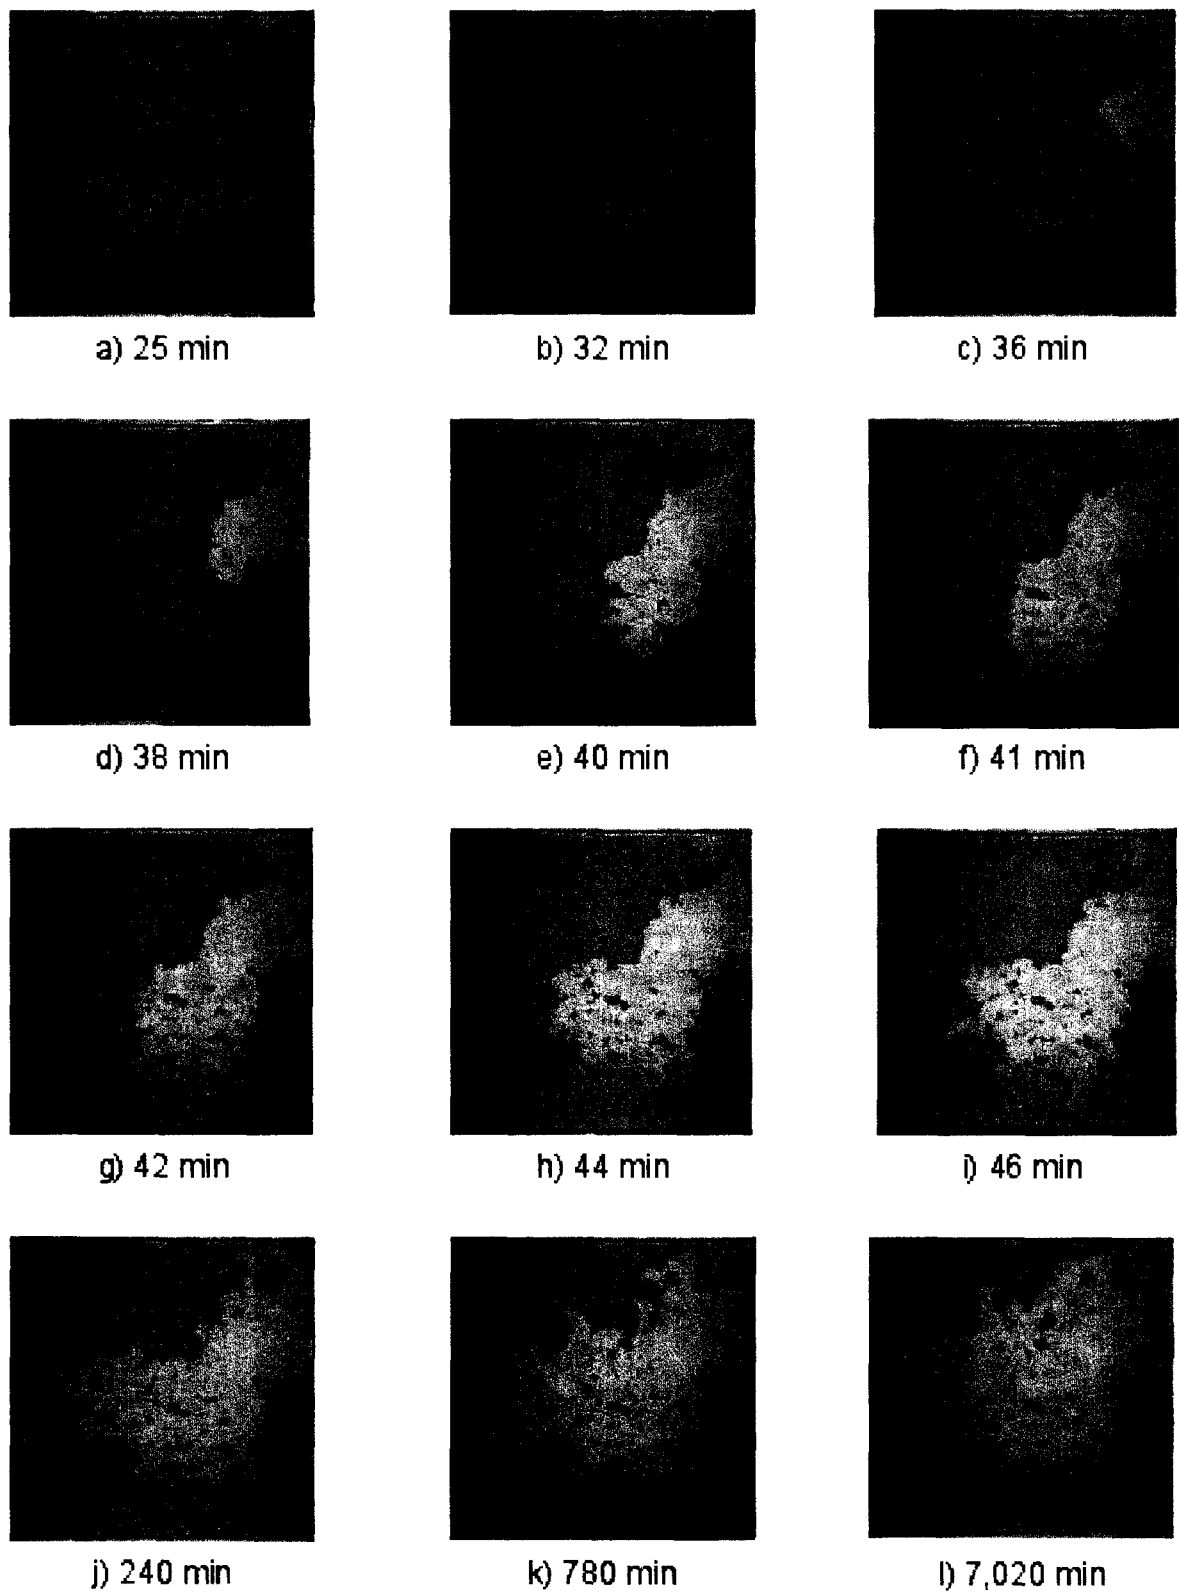 a) 25 min
b) 32 min
c) 36 min
d) 38 min
e) 40 min
f) 41 min
g) 42 min
h) 44 min
i) 46 min
j) 240 min
k) 780 min
l) 7,020 min